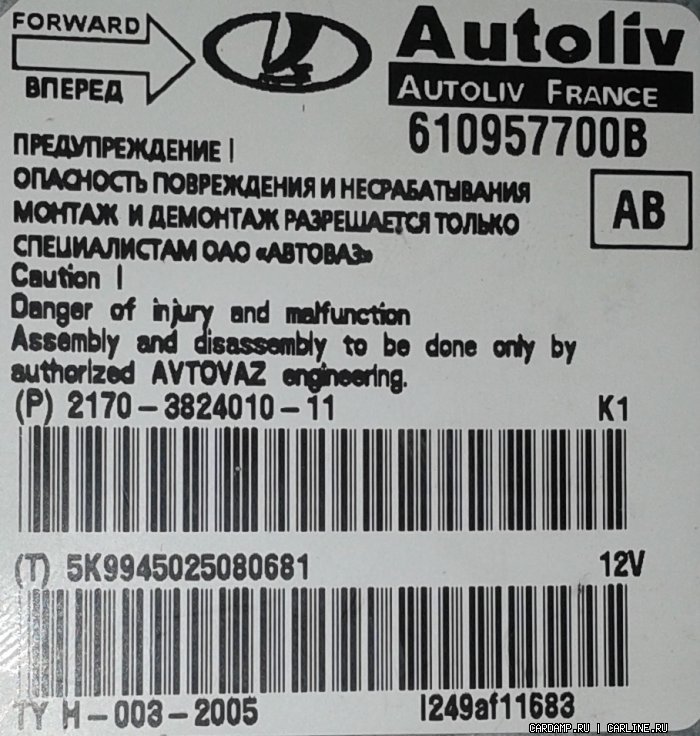 FORWARD
ВПЕРЕД
Autoliv
AUTOLIV FRANCE
610957700B
AB
ПРЕДУПРЕЖДЕНИЕ !
ОПАСНОСТЬ ПОВРЕЖДЕНИЯ И НЕСРАБАТЫВАНИЯ
МОНТАЖ И ДЕМОНТАЖ РАЗРЕШАЕТСЯ ТОЛЬКО
СПЕЦИАЛИСТАМ ОАО «АВТОВАЗ»
Caution !
Danger of injury and malfunction
Assembly and disassembly to be done only by
authorized AVTOVAZ engineering.
(P) 2170-3824010-11 K1
(T) 5K9945025080681 12V
TY H-003-2005 I249af11683
CARDAMP.RU | CARLINE.RU